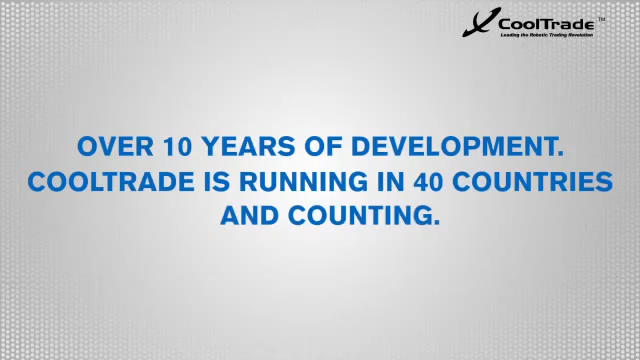 CoolTrade™
Leading the Robotic Trading Revolution
OVER 10 YEARS OF DEVELOPMENT.
COOLTRADE IS RUNNING IN 40 COUNTRIES
AND COUNTING.